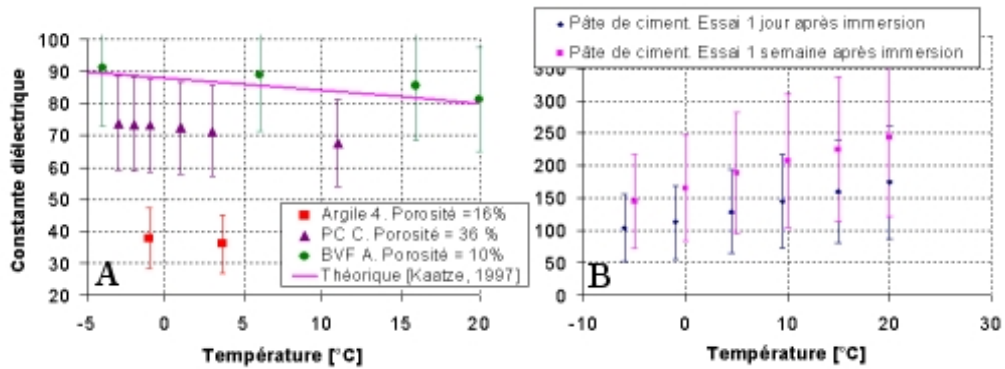 Pâte de ciment. Essai 1 jour après immersion
Pâte de ciment. Essai 1 semaine après immersion
Constante diélectrique
100
90
80
70
60
50
40
30
20
-5
0
5
10
15
20
A
Argile 4. Porosité =16%
PC C. Porosité = 36 %
BVF A. Porosité = 10%
Théorique [Kaatze, 1997]
Température [°C]
350
300
250
200
150
100
50
0
-10
0
10
20
30
B
Température [°C]